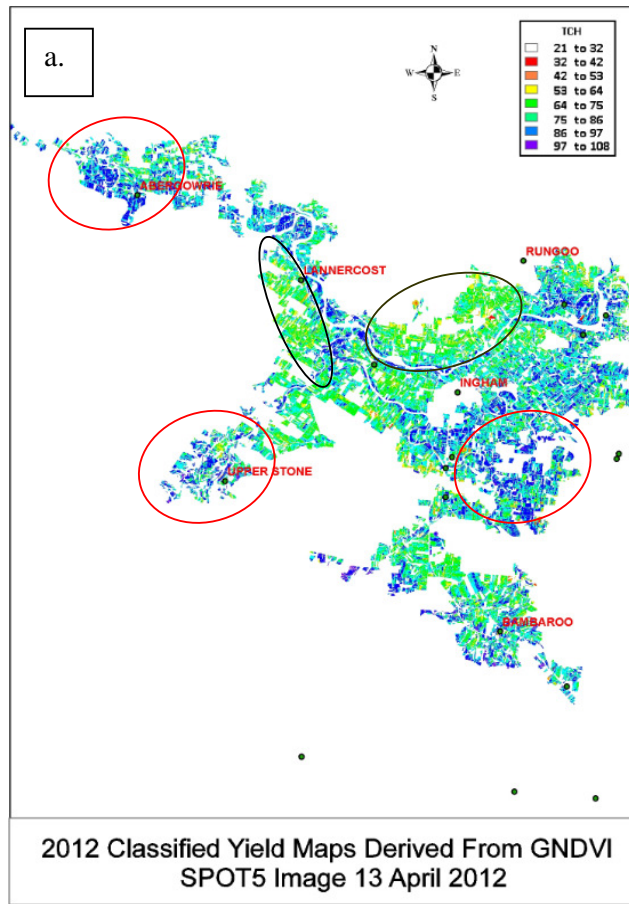 a.
N
W E
S
TCH
21 to 32
32 to 42
42 to 53
53 to 64
64 to 75
75 to 86
86 to 97
97 to 108
ABERGOWRIE
LANNERCOST
RUNGOO
INGHAM
UPPER STONE
BAMBAROO
2012 Classified Yield Maps Derived From GNDVI
SPOT5 Image 13 April 2012